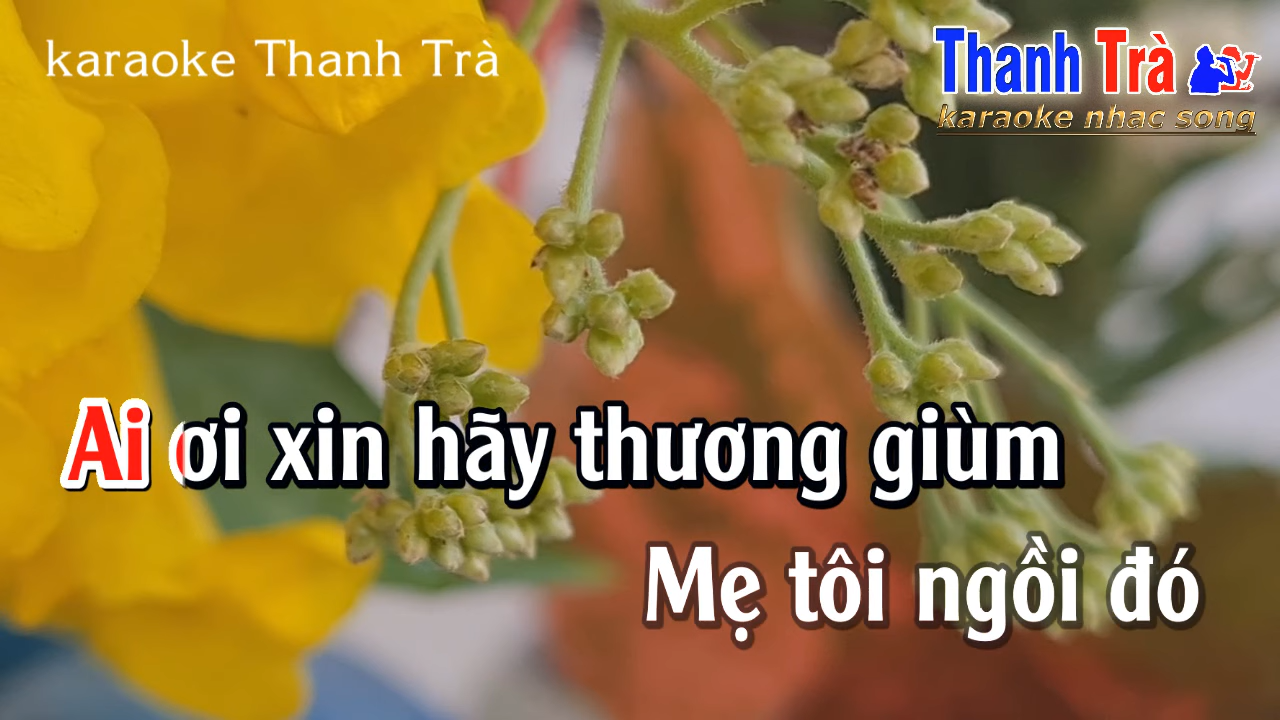 karaoke Thanh Trà
Thanh Trà
karaoke nhac song
Ai ơi xin hãy thương giùm
Mẹ tôi ngồi đó